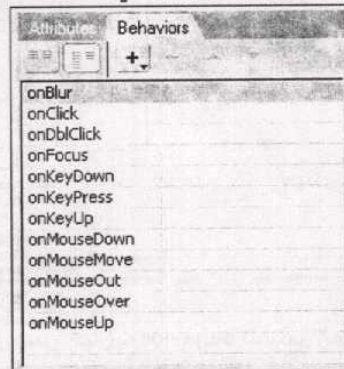 Attributes Behaviors
onBlur
onClick
onDblClick
onFocus
onKeyDown
onKeyPress
onKeyUp
onMouseDown
onMouseMove
onMouseOut
onMouseOver
onMouseUp